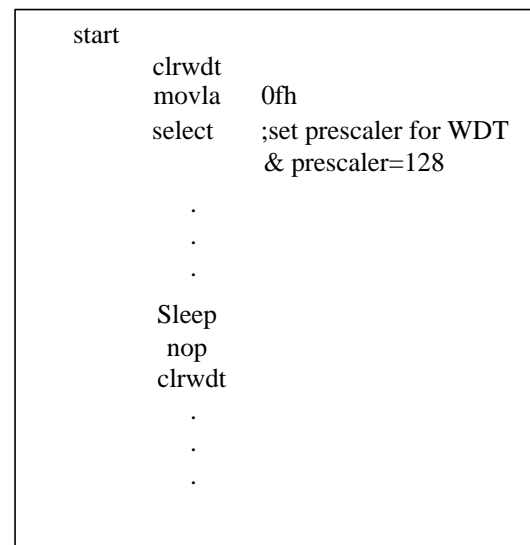 start
clrwdt
movla 0fh
select ;set prescaler for WDT
& prescaler=128
.
.
.
Sleep
nop
clrwdt
.
.
.